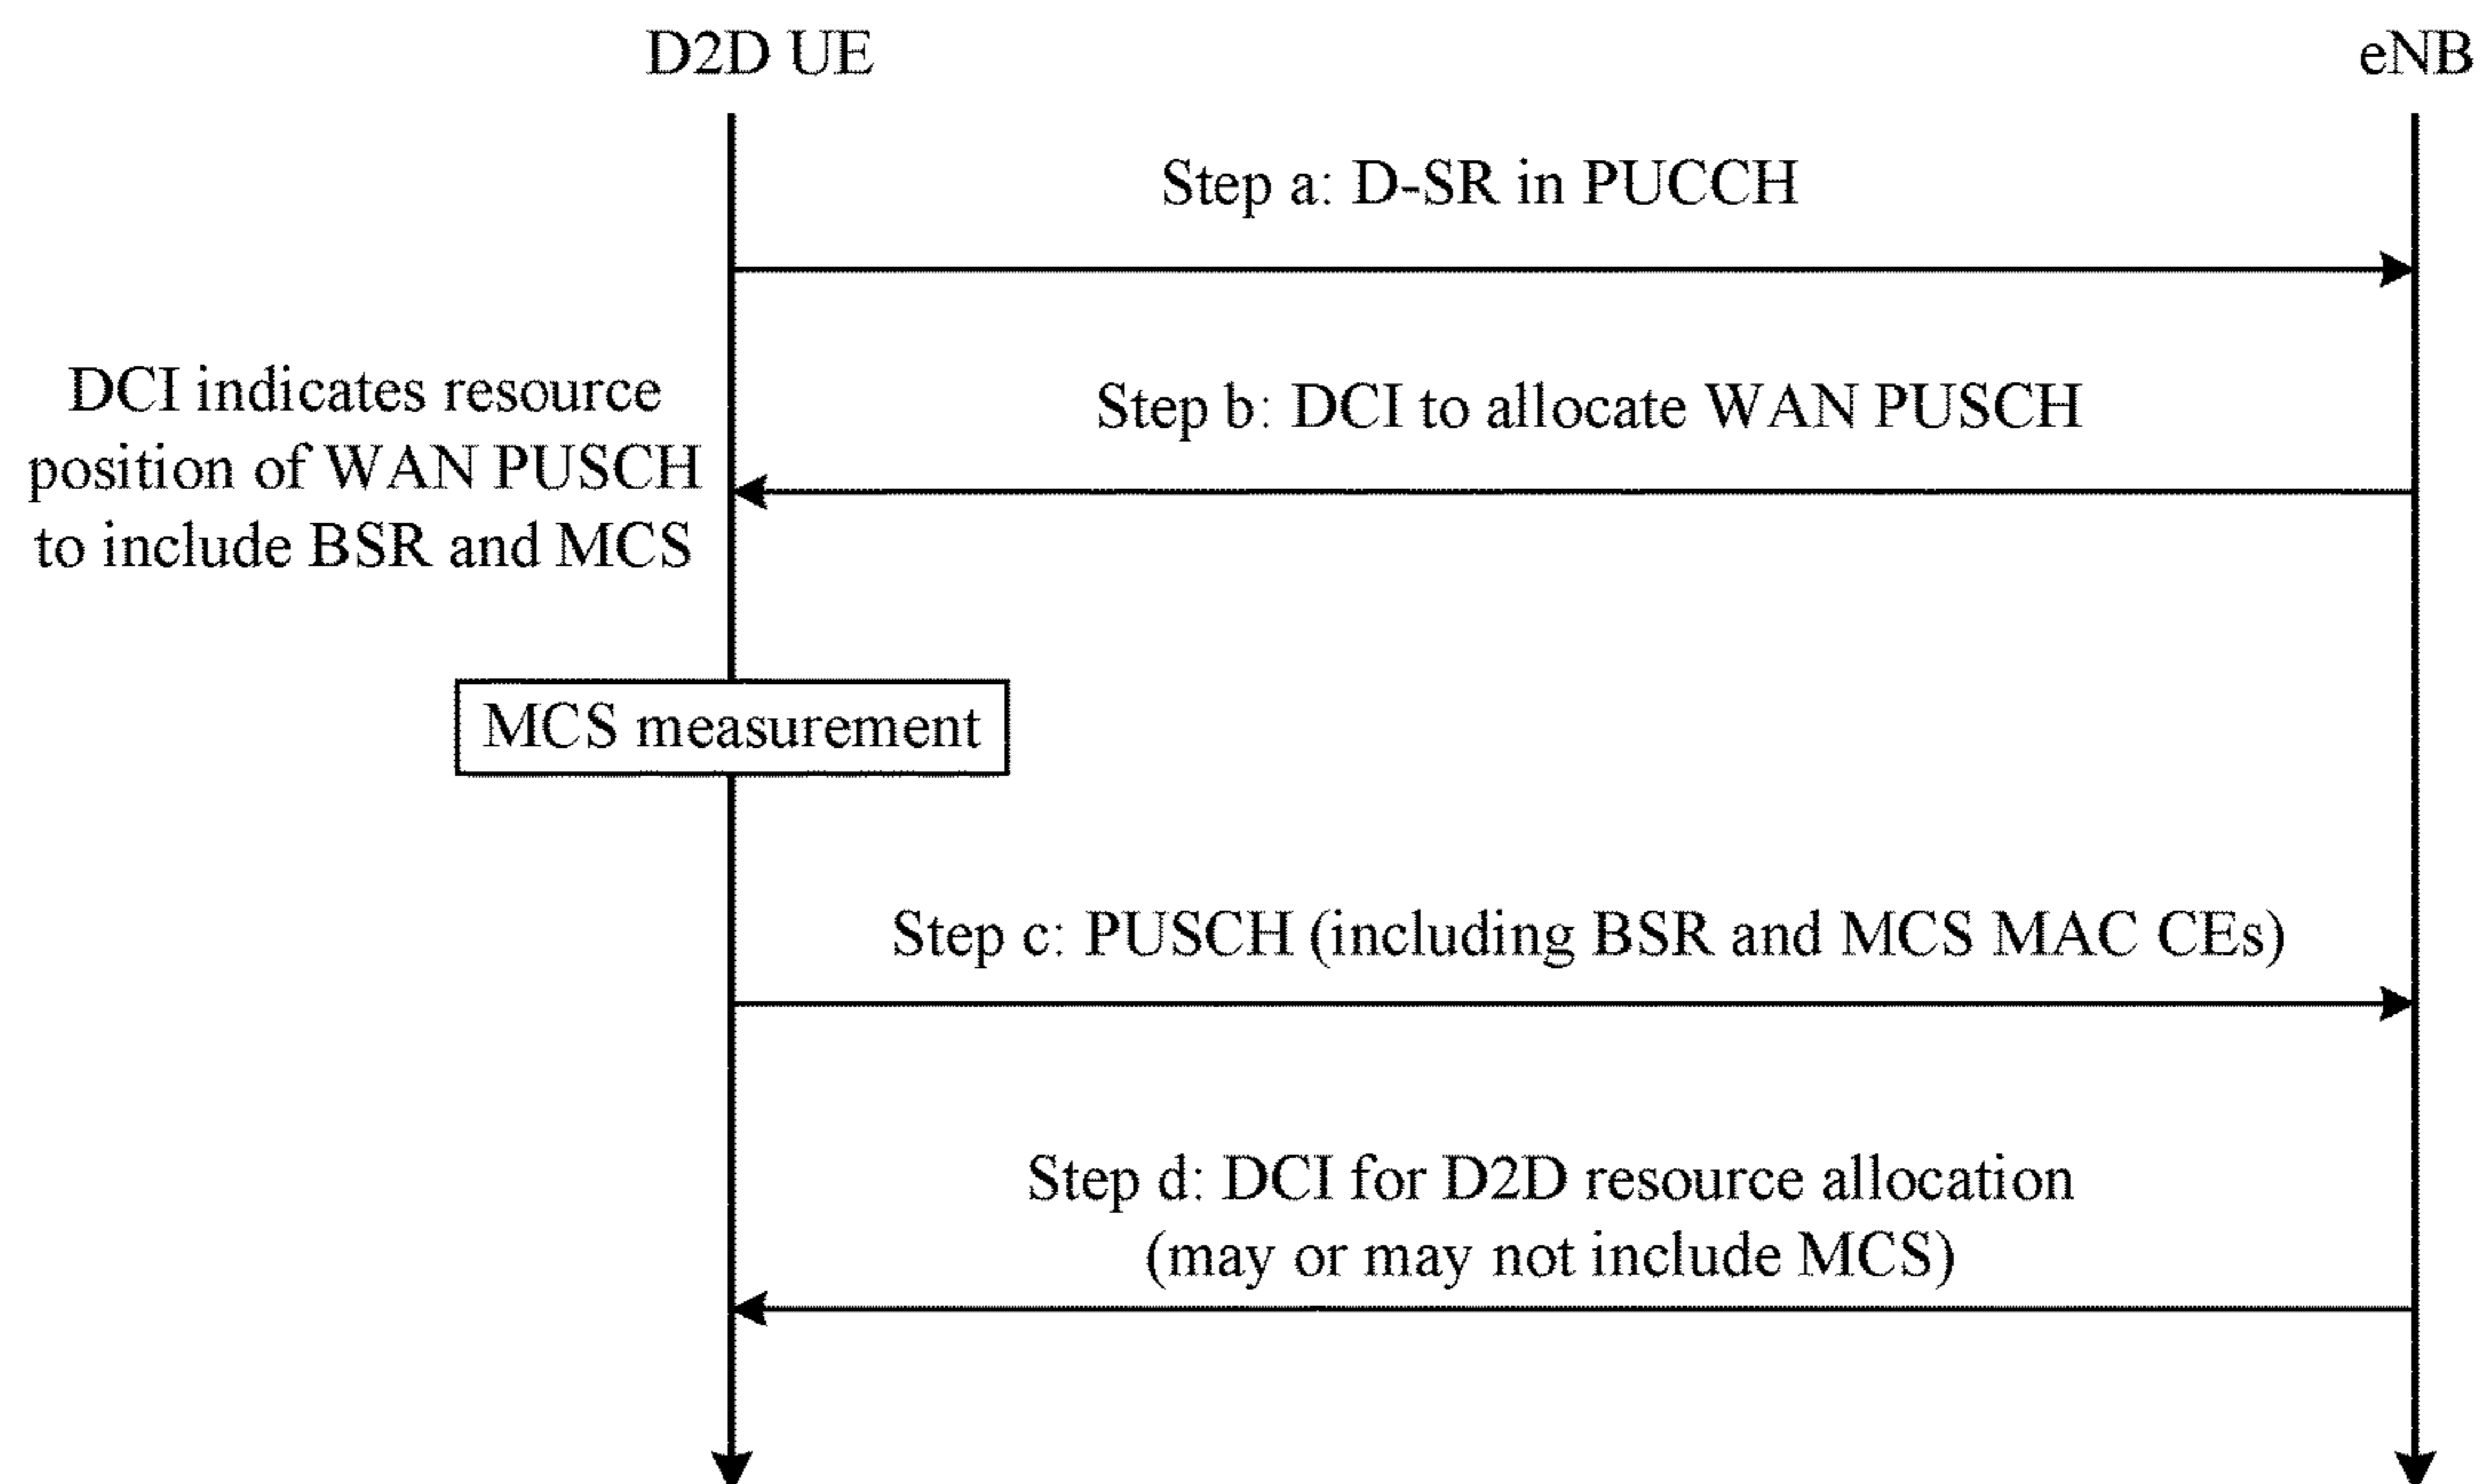 D2D UE
eNB
Step a: D-SR in PUCCH
DCI indicates resource
position of WAN PUSCH
to include BSR and MCS
Step b: DCI to allocate WAN PUSCH
MCS measurement
Step c: PUSCH (including BSR and MCS MAC CEs)
Step d: DCI for D2D resource allocation
(may or may not include MCS)